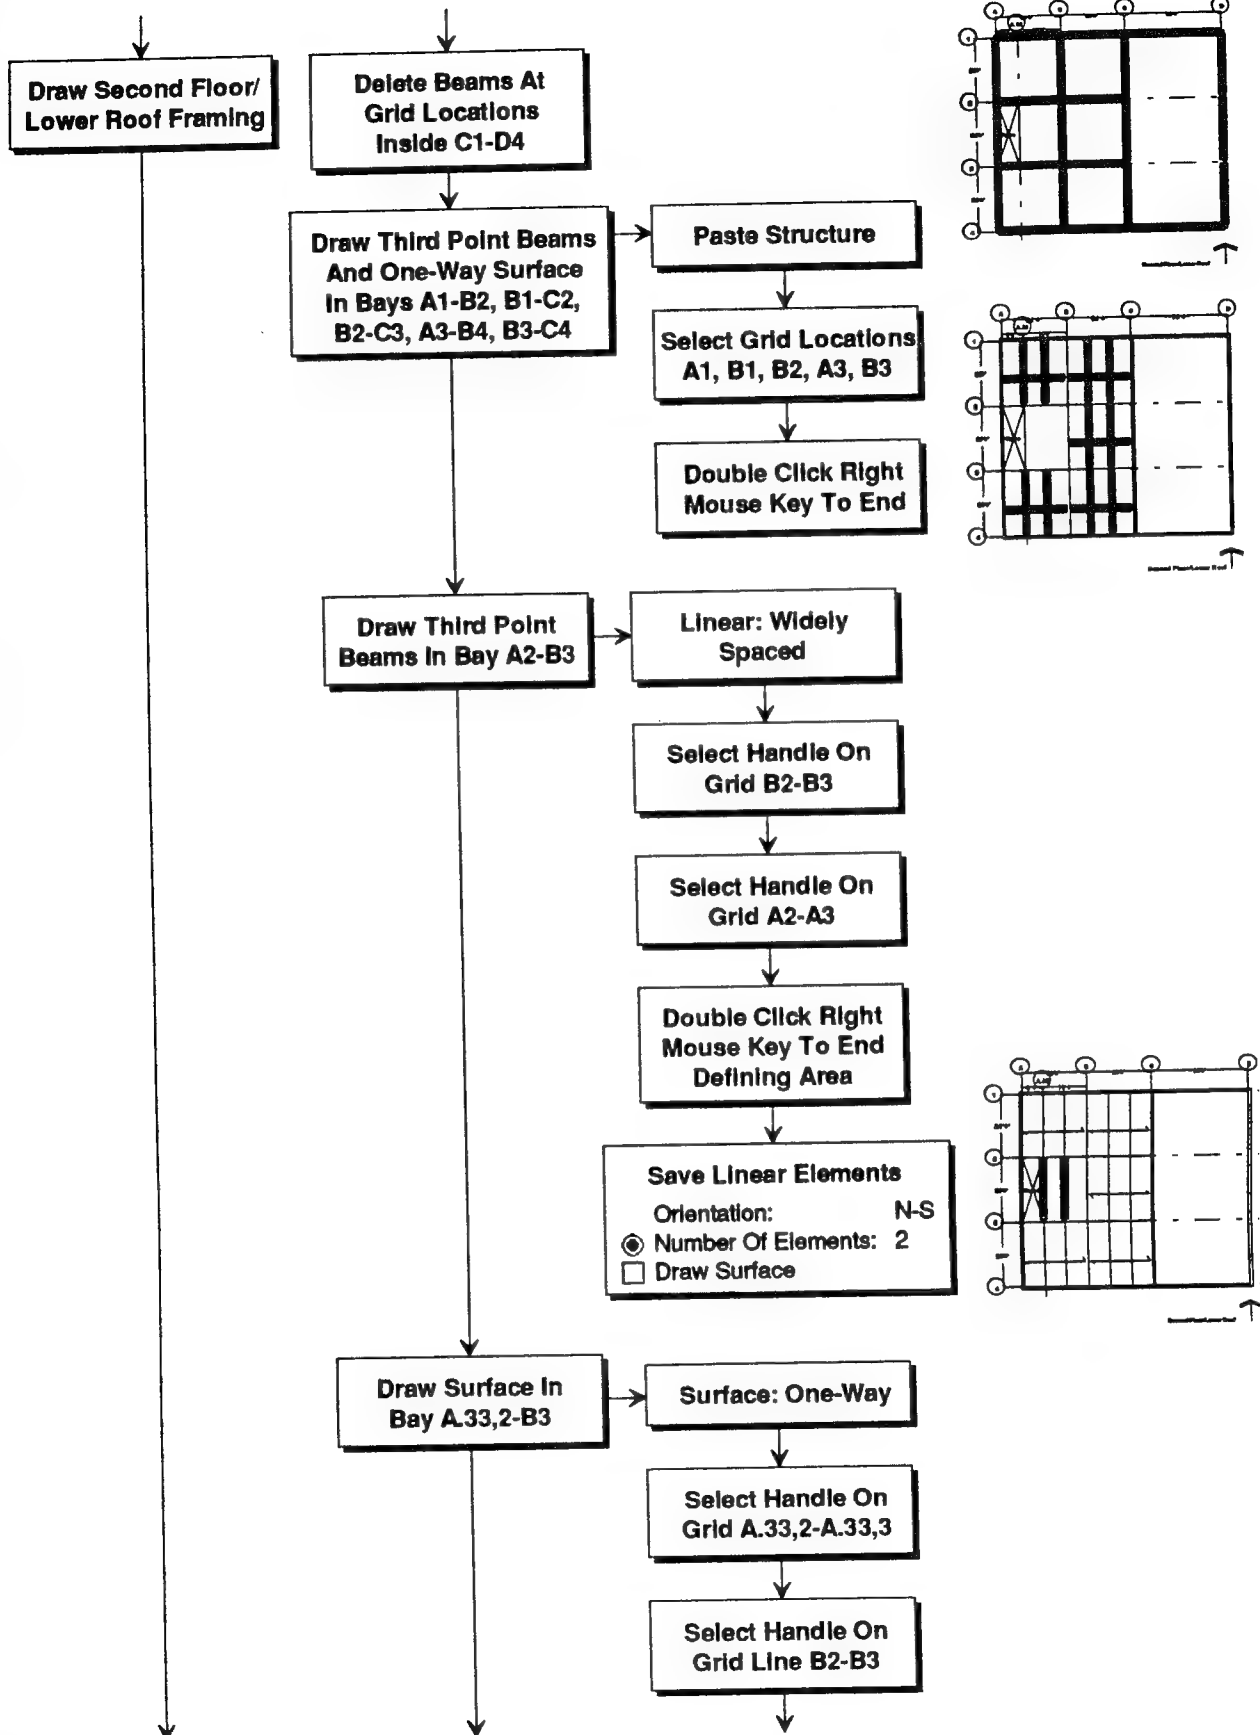 Draw Second Floor/
Lower Roof Framing
Delete Beams At
Grid Locations
Inside C1-D4
Draw Third Point Beams
And One-Way Surface
In Bays A1-B2, B1-C2,
B2-C3, A3-B4, B3-C4
Paste Structure
Select Grid Locations
A1, B1, B2, A3, B3
Double Click Right
Mouse Key To End
Draw Third Point
Beams In Bay A2-B3
Linear: Widely
Spaced
Select Handle On
Grid B2-B3
Select Handle On
Grid A2-A3
Double Click Right
Mouse Key To End
Defining Area
Save Linear Elements
Orientation: N-S
Number Of Elements: 2
Draw Surface
Draw Surface In
Bay A.33,2-B3
Surface: One-Way
Select Handle On
Grid A.33,2-A.33,3
Select Handle On
Grid Line B2-B3